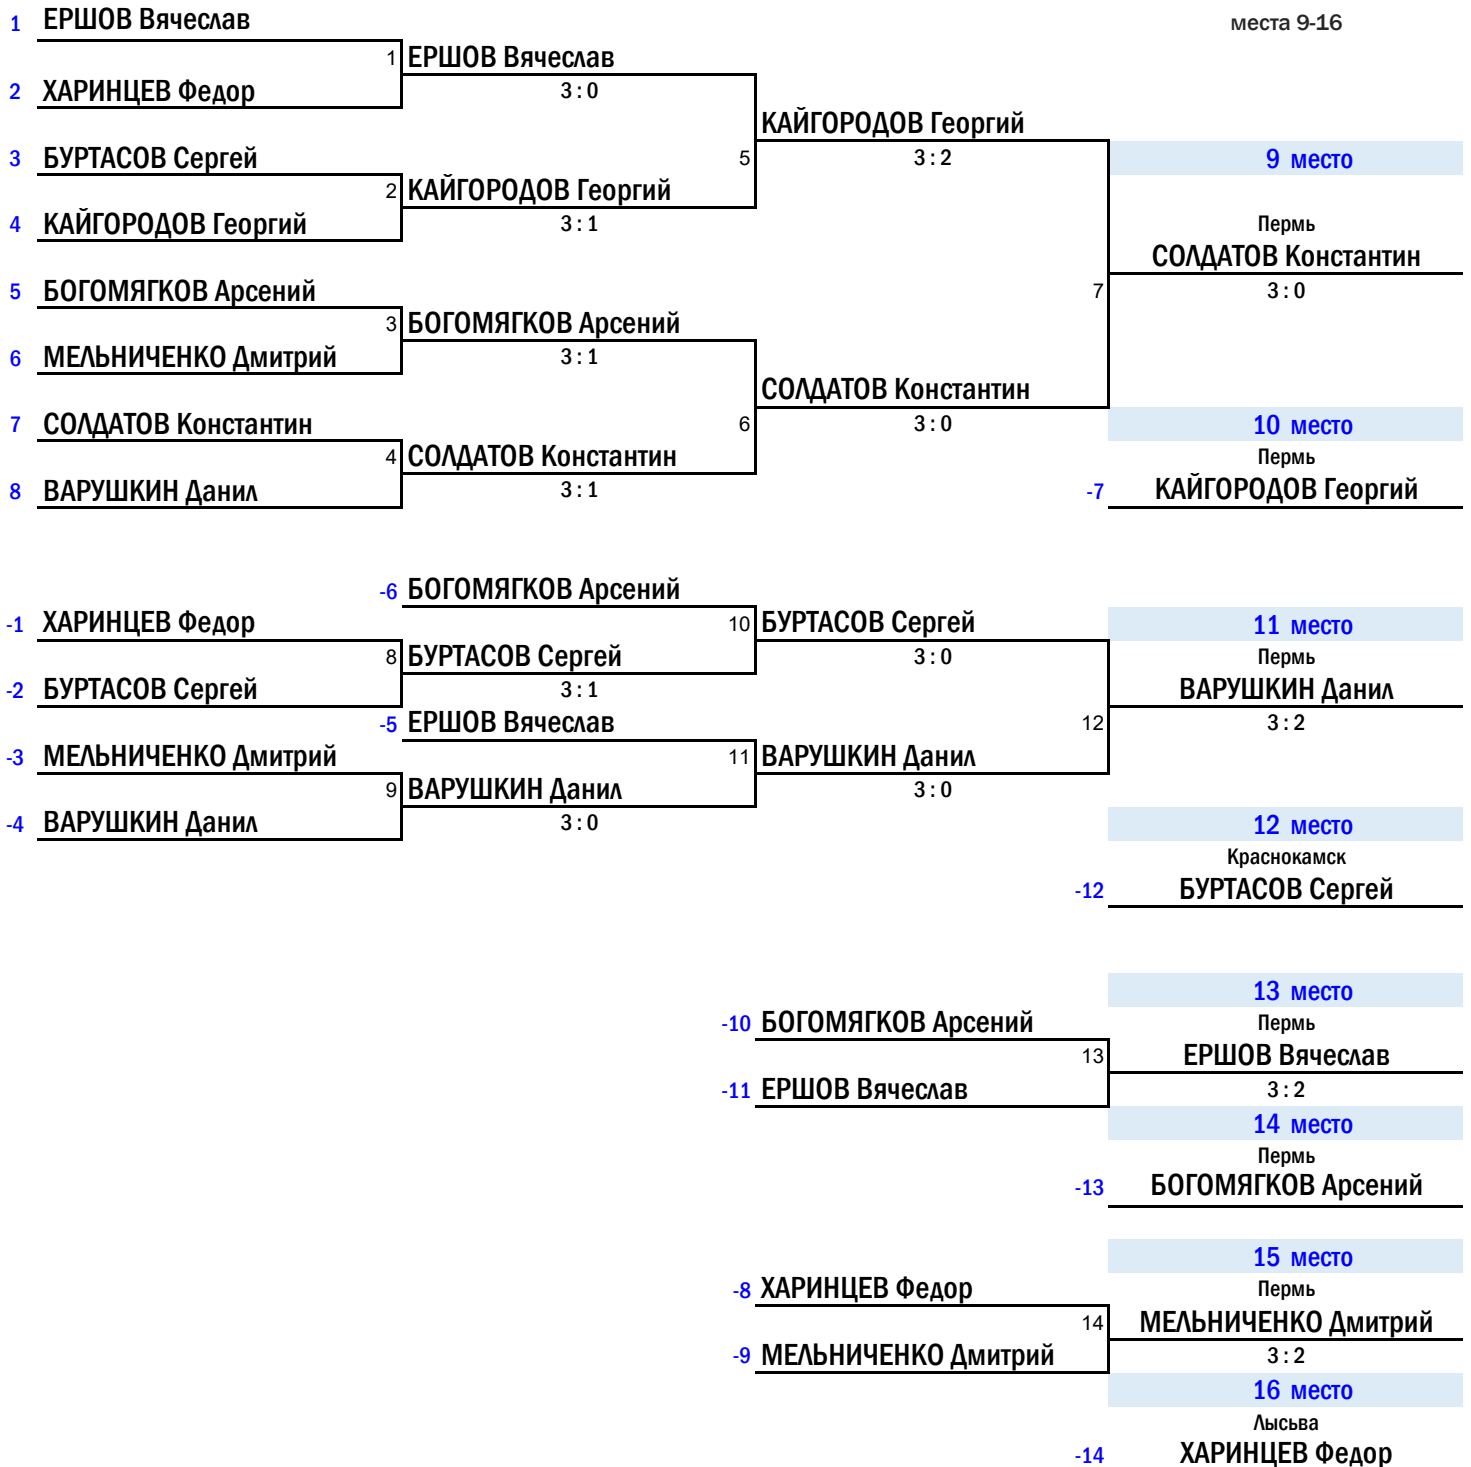 1 ЕРШОВ Вячеслав
места 9-16
1 ЕРШОВ Вячеслав
2 ХАРИНЦЕВ Федор
3 : 0
КАЙГОРОДОВ Георгий
3 БУРТАСОВ Сергей
5
3 : 2
9 место
2 КАЙГОРОДОВ Георгий
4 КАЙГОРОДОВ Георгий
3 : 1
Пермь
СОЛДАТОВ Константин
5 БОГОМЯГКОВ Арсений
7
3 : 0
3 БОГОМЯГКОВ Арсений
6 МЕЛЬНИЧЕНКО Дмитрий
3 : 1
СОЛДАТОВ Константин
7 СОЛДАТОВ Константин
6
3 : 0
10 место
4 СОЛДАТОВ Константин
Пермь
8 ВАРУШКИН Данил
3 : 1
-7 КАЙГОРОДОВ Георгий
-6 БОГОМЯГКОВ Арсений
-1 ХАРИНЦЕВ Федор
10 БУРТАСОВ Сергей
11 место
8 БУРТАСОВ Сергей
3 : 0
Пермь
-2 БУРТАСОВ Сергей
3 : 1
ВАРУШКИН Данил
-5 ЕРШОВ Вячеслав
12
3 : 2
-3 МЕЛЬНИЧЕНКО Дмитрий
11 ВАРУШКИН Данил
9 ВАРУШКИН Данил
3 : 0
-4 ВАРУШКИН Данил
3 : 0
12 место
Краснокамск
-12 БУРТАСОВ Сергей
13 место
-10 БОГОМЯГКОВ Арсений
Пермь
13 ЕРШОВ Вячеслав
-11 ЕРШОВ Вячеслав
3 : 2
14 место
Пермь
-13 БОГОМЯГКОВ Арсений
15 место
-8 ХАРИНЦЕВ Федор
Пермь
14 МЕЛЬНИЧЕНКО Дмитрий
-9 МЕЛЬНИЧЕНКО Дмитрий
3 : 2
16 место
Лысьва
-14 ХАРИНЦЕВ Федор